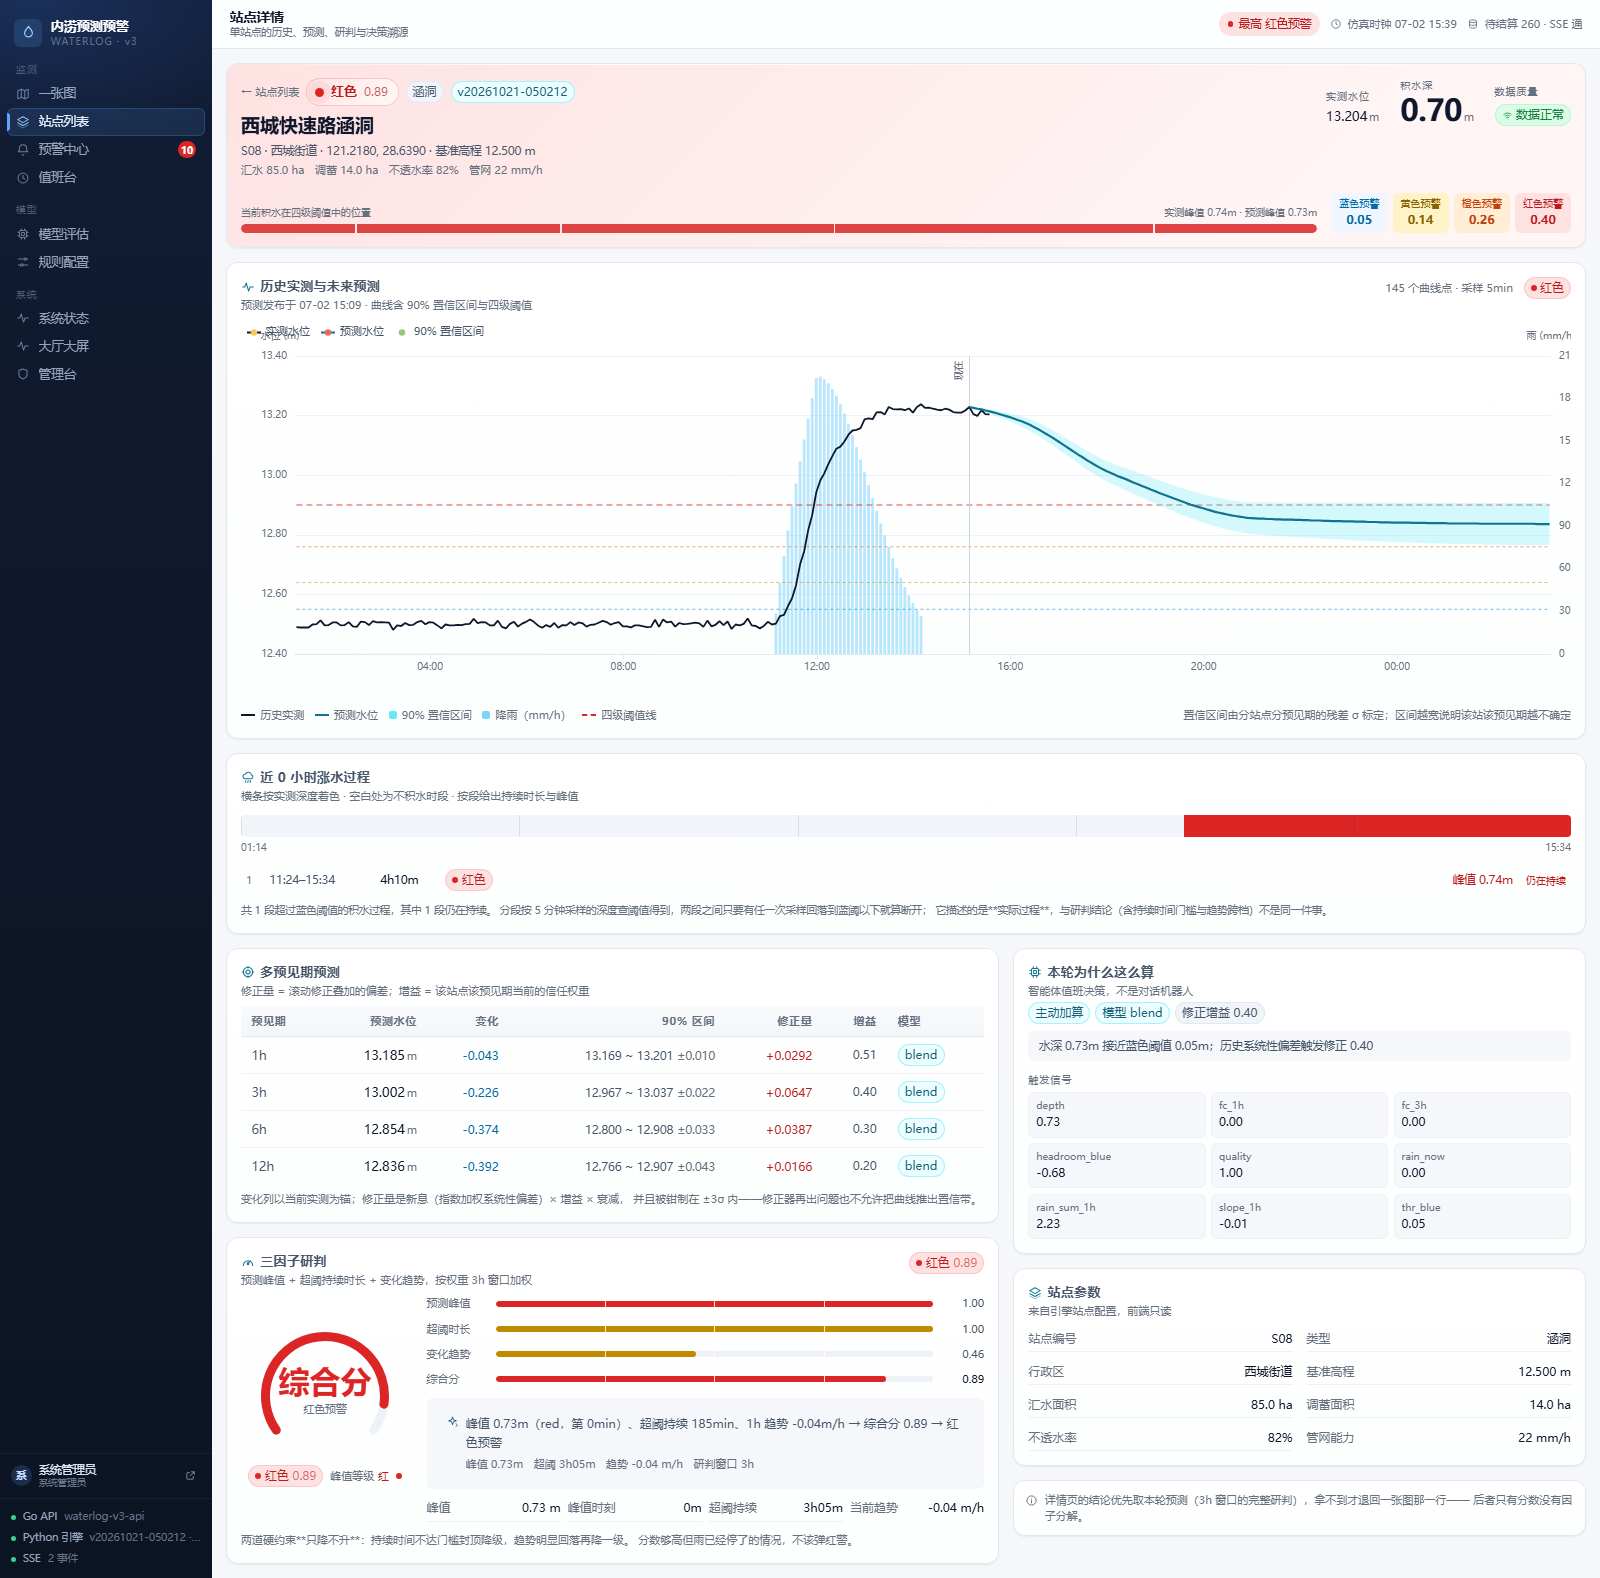 内涝预测预警
WATERLOG · v3
监测
一张图
站点列表
预警中心 10
值班台
模型
模型评估
规则配置
系统
系统状态
大厅大屏
管理台
系 系统管理员
系统管理员
Go API waterlog-v3-api
Python 引擎 v20261021-050212 ·…
SSE 2 事件
站点详情
单站点的历史、预测、研判与决策溯源
最高 红色预警 仿真时钟 07-02 15:39 待结算 260 · SSE 通
← 站点列表 红色 0.89 涵洞 v20261021-050212
西城快速路涵洞
S08 · 西城街道 · 121.2180, 28.6390 · 基准高程 12.500 m
汇水 85.0 ha 调蓄 14.0 ha 不透水率 82% 管网 22 mm/h
实测水位 积水深 数据质量
13.204 m 0.70 m 数据正常
当前积水在四级阈值中的位置 实测峰值 0.74m · 预测峰值 0.73m
蓝色预警 黄色预警 橙色预警 红色预警
0.05 0.14 0.26 0.40
历史实测与未来预测
预测发布于 07-02 15:09 · 曲线含 90% 置信区间与四级阈值
145 个曲线点 · 采样 5min 红色
实测水位 预测水位 90% 置信区间
水位 (m) 雨 (mm/h
13.40 21
13.20 18
15
13.00 12
12.80 90
60
12.60 30
12.40 0
现在
04:00 08:00 12:00 16:00 20:00 00:00
历史实测 预测水位 90% 置信区间 降雨（mm/h） 四级阈值线
置信区间由分站点分预见期的残差 σ 标定；区间越宽说明该站该预见期越不确定
近 0 小时涨水过程
横条按实测深度着色 · 空白处为不积水时段 · 按段给出持续时长与峰值
01:14 15:34
1 11:24–15:34 4h10m 红色 峰值 0.74m 仍在持续
共 1 段超过蓝色阈值的积水过程，其中 1 段仍在持续。 分段按 5 分钟采样的深度查阈值得到，两段之间只要有任一次采样回落到蓝阈以下就算断开； 它描述的是**实际过程**，与研判结论（含持续时间门槛与趋势跨档）不是同一件事。
多预见期预测
修正量 = 滚动修正叠加的偏差；增益 = 该站点该预见期当前的信任权重
预见期 预测水位 变化 90% 区间 修正量 增益 模型
1h 13.185 m -0.043 13.169 ~ 13.201 ±0.010 +0.0292 0.51 blend
3h 13.002 m -0.226 12.967 ~ 13.037 ±0.022 +0.0647 0.40 blend
6h 12.854 m -0.374 12.800 ~ 12.908 ±0.033 +0.0387 0.30 blend
12h 12.836 m -0.392 12.766 ~ 12.907 ±0.043 +0.0166 0.20 blend
变化列以当前实测为锚；修正量是新息（指数加权系统性偏差）× 增益 × 衰减， 并且被钳制在 ±3σ 内——修正器再出问题也不允许把曲线推出置信带。
三因子研判
预测峰值 + 超阈持续时长 + 变化趋势，按权重 3h 窗口加权
红色 0.89
综合分
红色预警
红色 0.89 峰值等级 红
预测峰值 1.00
超阈时长 1.00
变化趋势 0.46
综合分 0.89
峰值 0.73m（red，第 0min）、超阈持续 185min、1h 趋势 -0.04m/h → 综合分 0.89 → 红
色预警
峰值 0.73m 超阈 3h05m 趋势 -0.04 m/h 研判窗口 3h
峰值 0.73 m 峰值时刻 0m 超阈持续 3h05m 当前趋势 -0.04 m/h
两道硬约束**只降不升**：持续时间不达门槛封顶降级，趋势明显回落再降一级。 分数够高但雨已经停了的情况，不该弹红警。
本轮为什么这么算
智能体值班决策，不是对话机器人
主动加算 模型 blend 修正增益 0.40
水深 0.73m 接近蓝色阈值 0.05m；历史系统性偏差触发修正 0.40
触发信号
depth fc_1h fc_3h
0.73 0.00 0.00
headroom_blue quality rain_now
-0.68 1.00 0.00
rain_sum_1h slope_1h thr_blue
2.23 -0.01 0.05
站点参数
来自引擎站点配置，前端只读
站点编号 S08 类型 涵洞
行政区 西城街道 基准高程 12.500 m
汇水面积 85.0 ha 调蓄面积 14.0 ha
不透水率 82% 管网能力 22 mm/h
详情页的结论优先取本轮预测（3h 窗口的完整研判），拿不到才退回一张图那一行—— 后者只有分数没有因
子分解。